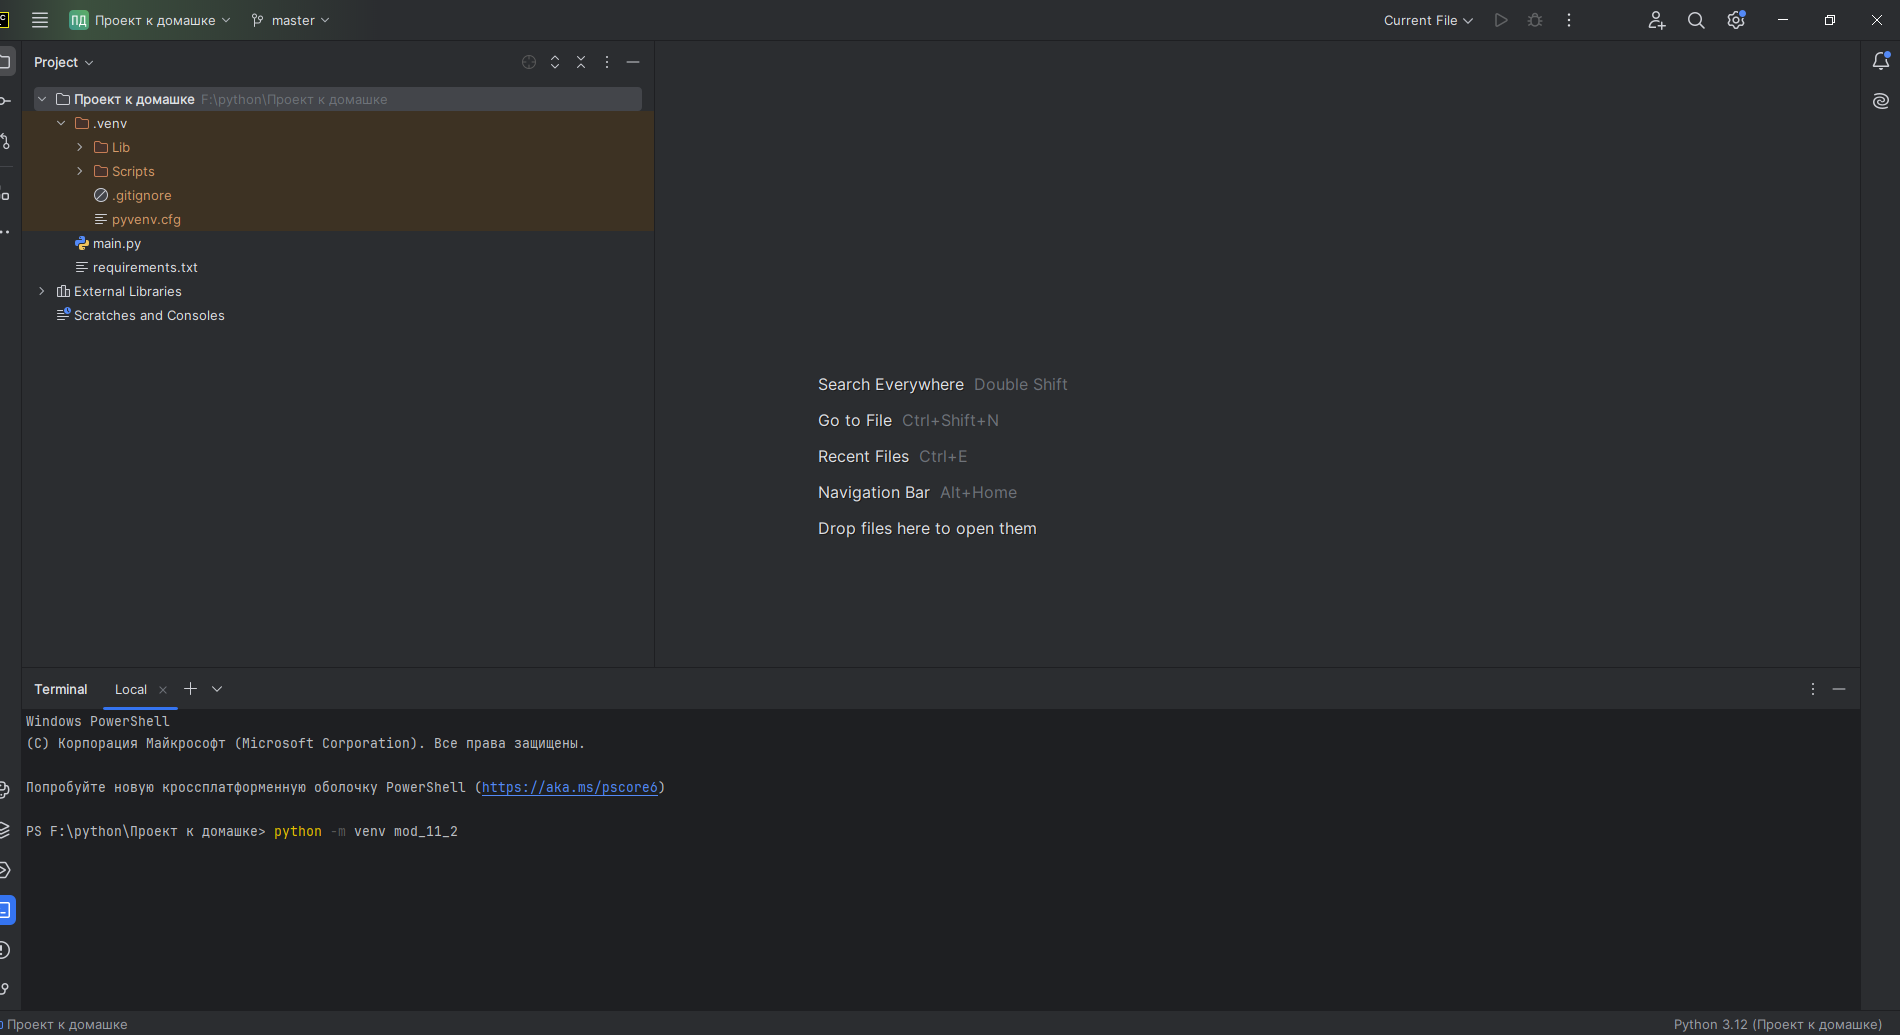 ПД Проект к домашке master Current File
Project
Проект к домашке F:\python\Проект к домашке
.venv
Lib
Scripts
.gitignore
pyvenv.cfg
main.py
requirements.txt
External Libraries
Scratches and Consoles
Search Everywhere Double Shift
Go to File Ctrl+Shift+N
Recent Files Ctrl+E
Navigation Bar Alt+Home
Drop files here to open them
Terminal Local
Windows PowerShell
(C) Корпорация Майкрософт (Microsoft Corporation). Все права защищены.
Попробуйте новую кроссплатформенную оболочку PowerShell (https://aka.ms/pscore6)
PS F:\python\Проект к домашке> python -m venv mod_11_2
Проект к домашке Python 3.12 (Проект к домашке)